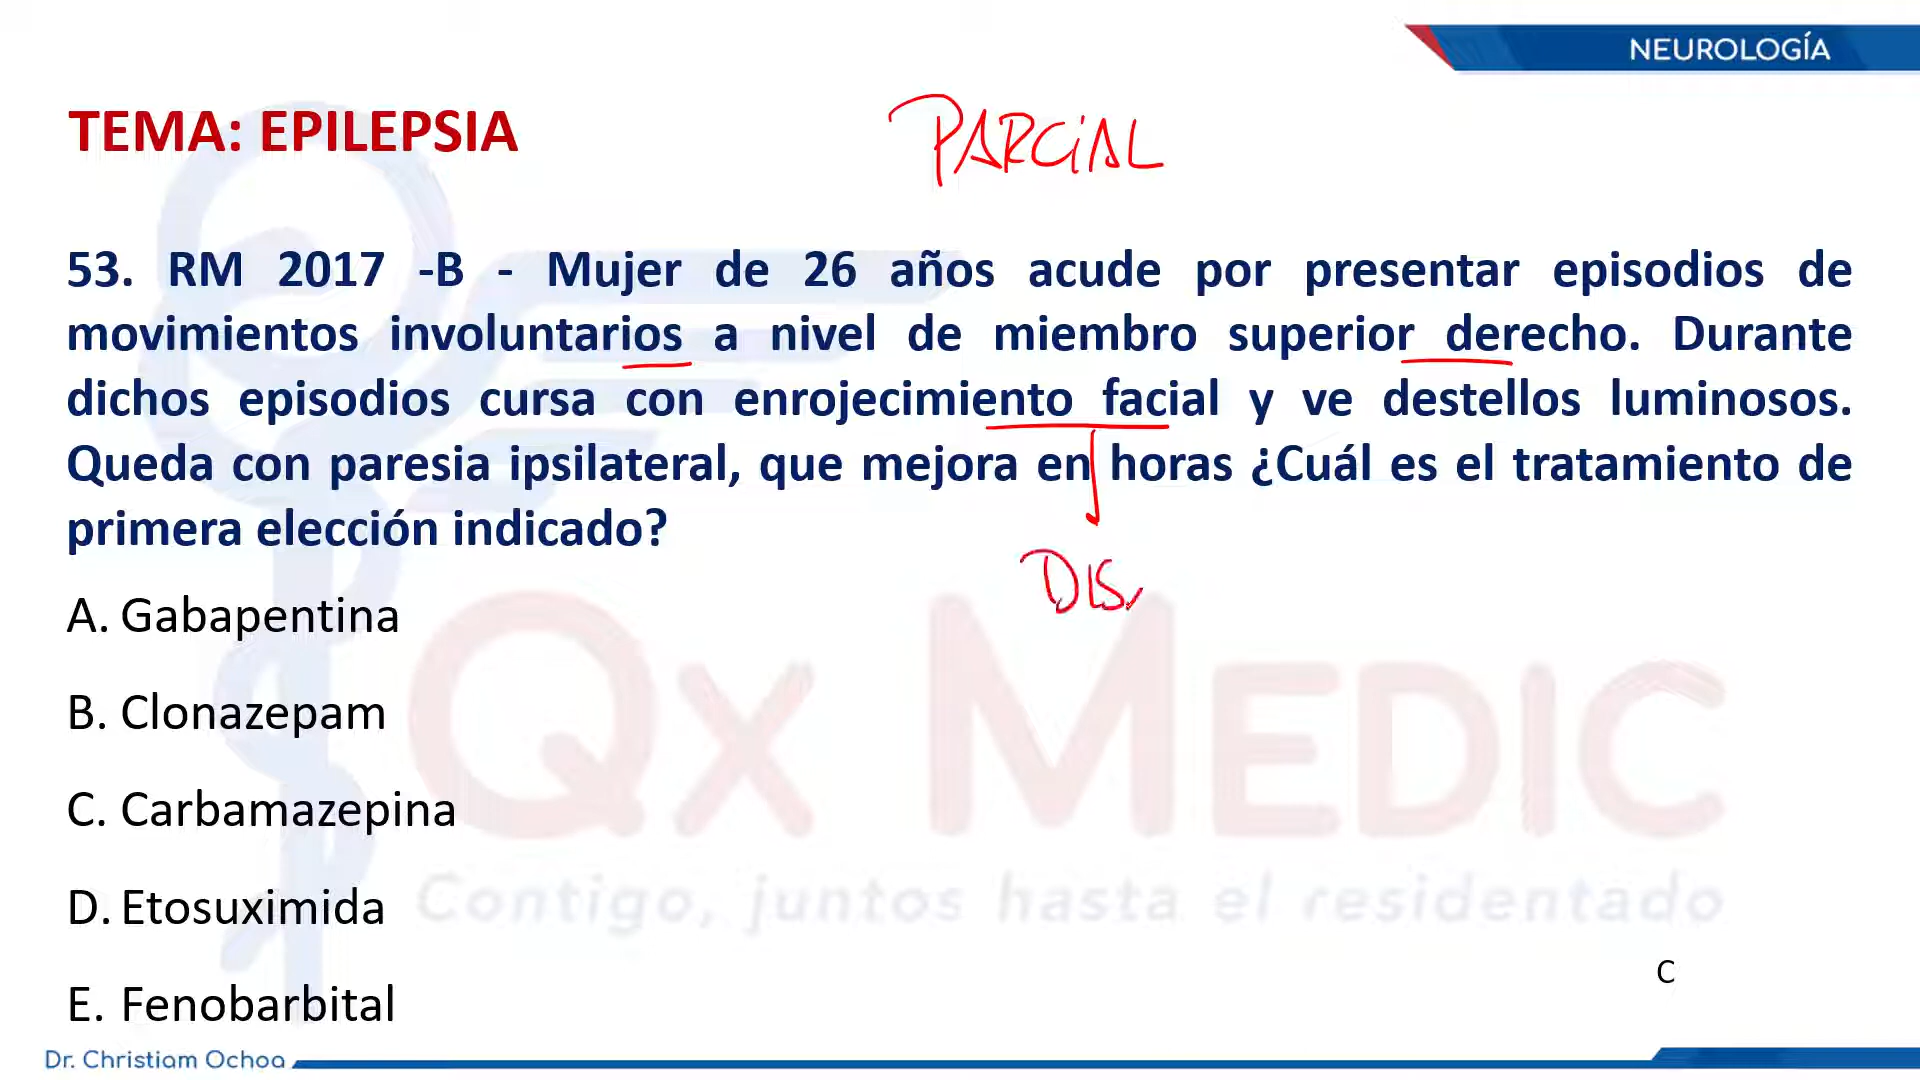 NEUROLOGÍA
TEMA: EPILEPSIA
PARCIAL
53. RM 2017 -B - Mujer de 26 años acude por presentar episodios de
movimientos involuntarios a nivel de miembro superior derecho. Durante
dichos episodios cursa con enrojecimiento facial y ve destellos luminosos.
Queda con paresia ipsilateral, que mejora en horas ¿Cuál es el tratamiento de
primera elección indicado?
DIS
A. Gabapentina
B. Clonazepam
C. Carbamazepina
D. Etosuximida
E. Fenobarbital
QX MEDIC
Contigo, juntos hasta el residentado
C
Dr. Christiam Ochoa